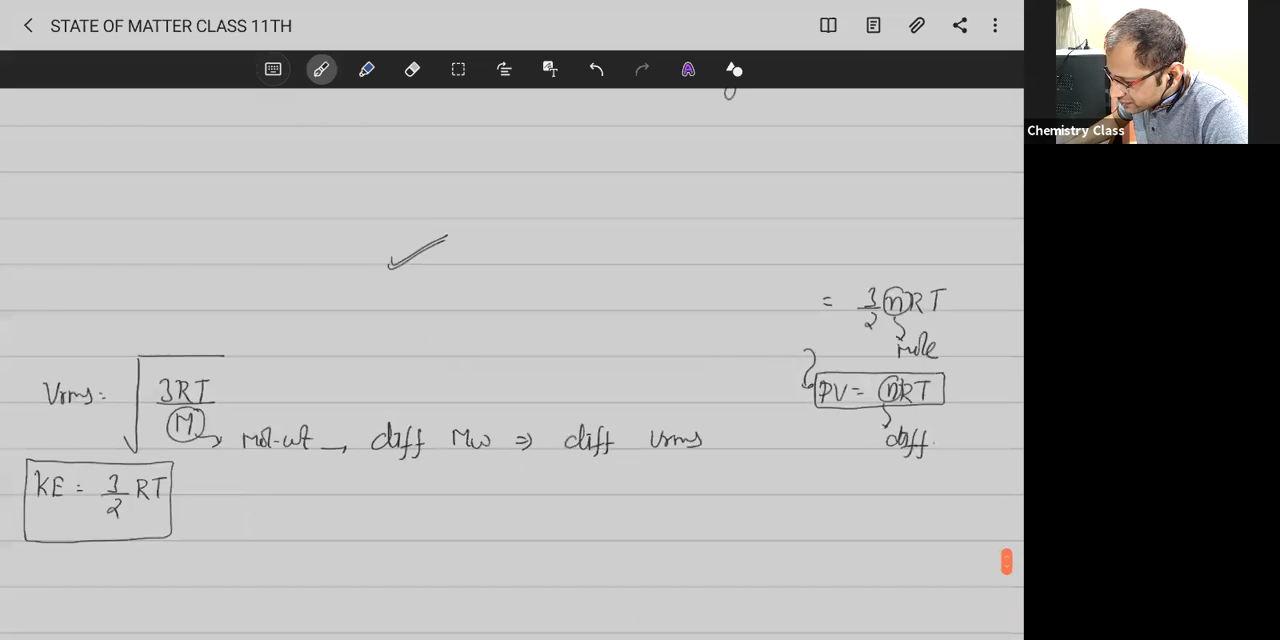 STATE OF MATTER CLASS 11TH
Chemistry Class
= 3/2 nRT
mole
PV = nRT
diff.
Vrms = √(3RT/M)
Mol-wt → diff Mw ⇒ diff Vrms
KE = 3/2 RT